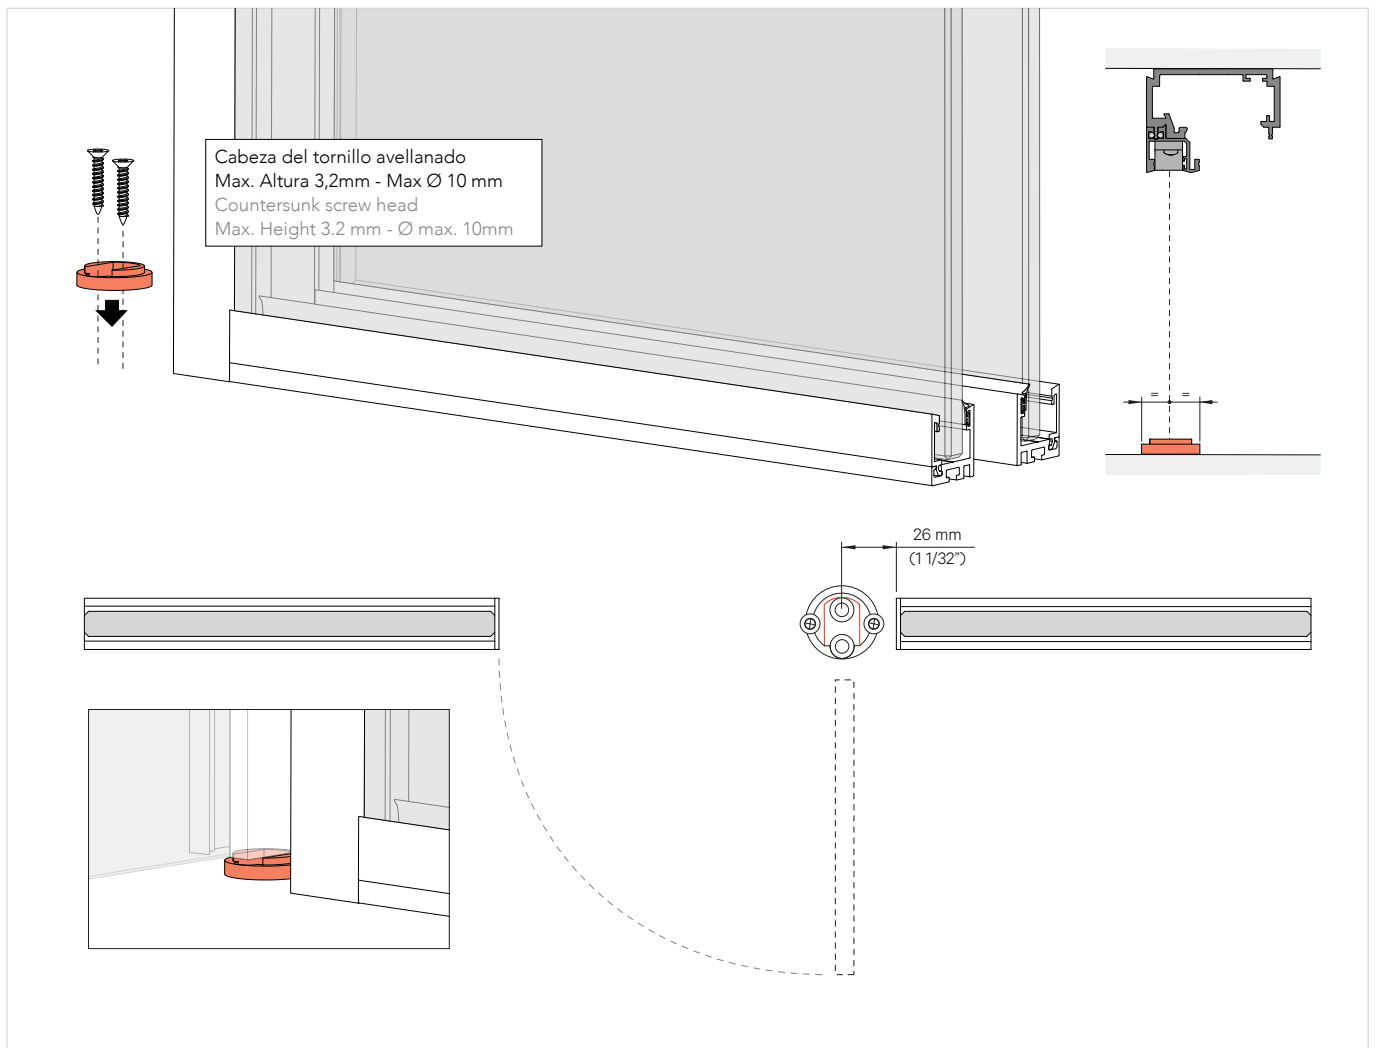 Cabeza del tornillo avellanado
Max. Altura 3,2mm - Max Ø 10 mm
Countersunk screw head
Max. Height 3.2 mm - Ø max. 10mm
= =
26 mm
(1 1/32”)